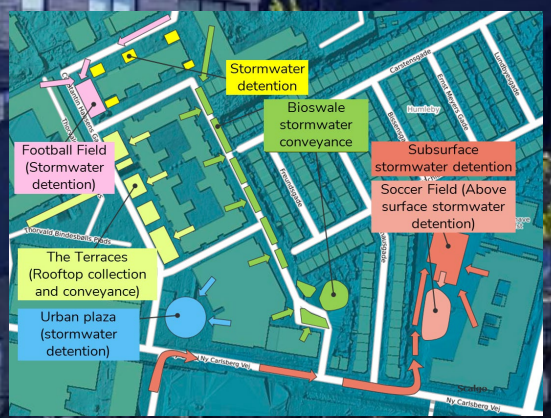 Stormwater
detention
Bioswale
stormwater
conveyance
Carstensgade
Lundbyesgade
Ernst Meyers Gade
Humleby
Subsurface
stormwater detention
Soccer Field (Above
surface stormwater
detention)
Football Field
(Stormwater
detention)
Freundsgade
Thorvald Bindesbølls Plads
The Terraces
(Rooftop collection
and conveyance)
Urban plaza
(stormwater
detention)
Ny Carlsberg Vej
Scalgo
Ny Carlsberg Vej